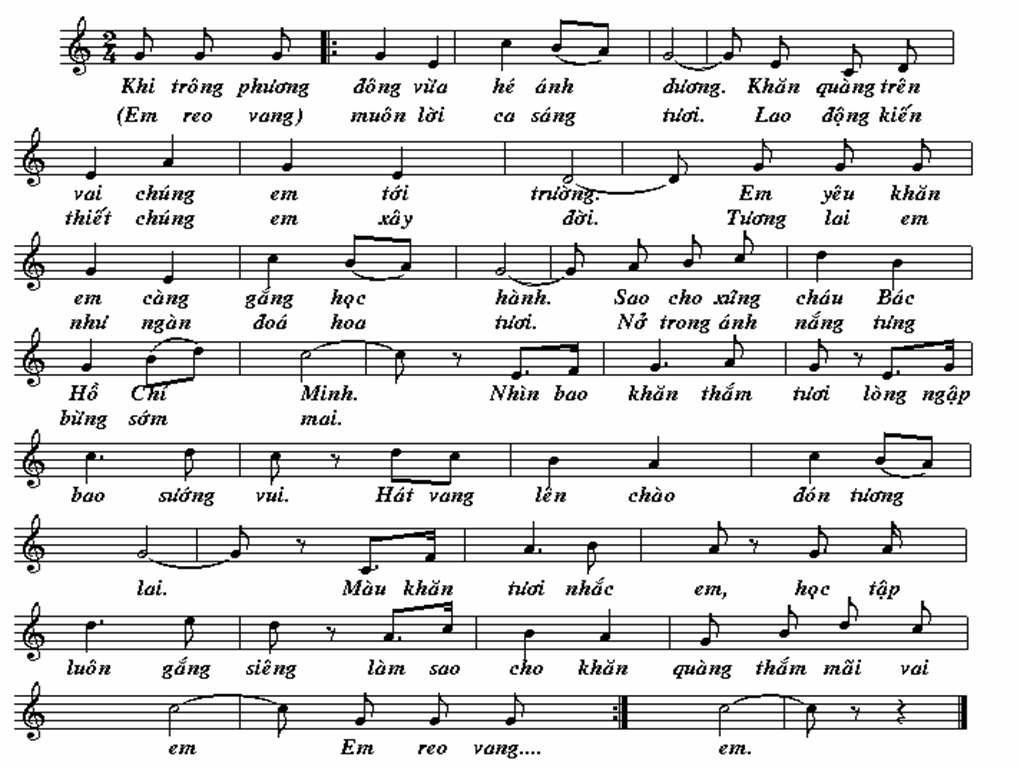 2
4
Khi trông phương đông vừa hé ánh dương. Khăn quàng trên
(Em reo vang) muôn lời ca sáng tươi. Lao động kiến
vai chúng em tới trường. Em yêu khăn
thiết chúng em xây đời. Tương lai em
em càng gắng học hành. Sao cho xứng cháu Bác
như ngàn đoá hoa tươi. Nở trong ánh nắng tưng
Hồ Chí Minh. Nhìn bao khăn thắm tươi lòng ngập
bừng sớm mai.
bao sướng vui. Hát vang lên chào đón tương
lai. Màu khăn tươi nhắc em, học tập
luôn gắng siêng làm sao cho khăn quàng thắm mãi vai
em Em reo vang.... em.